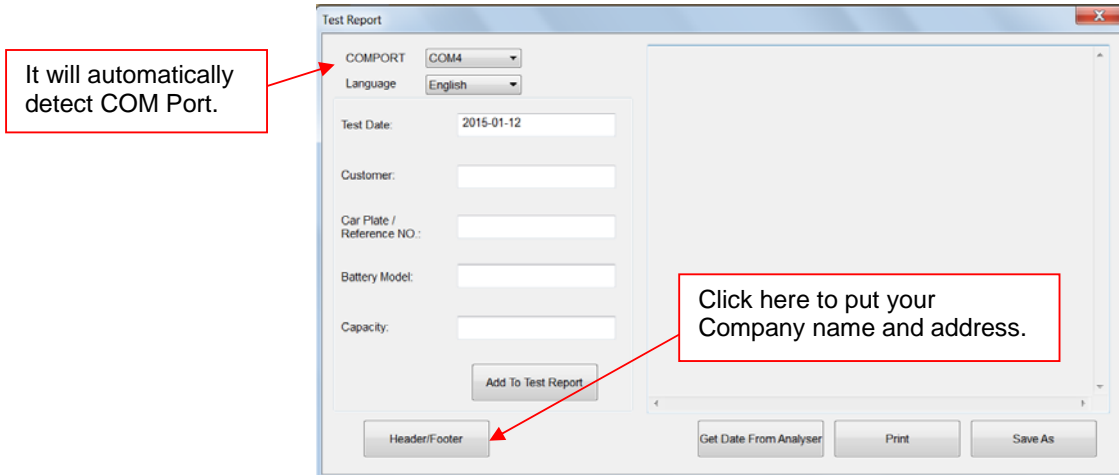 Test Report
X
It will automatically
detect COM Port.
COMPORT COM4
Language English
Test Date: 2015-01-12
Customer:
Car Plate /
Reference NO.:
Battery Model:
Capacity:
Click here to put your
Company name and address.
Add To Test Report
Header/Footer Get Date From Analyser Print Save As